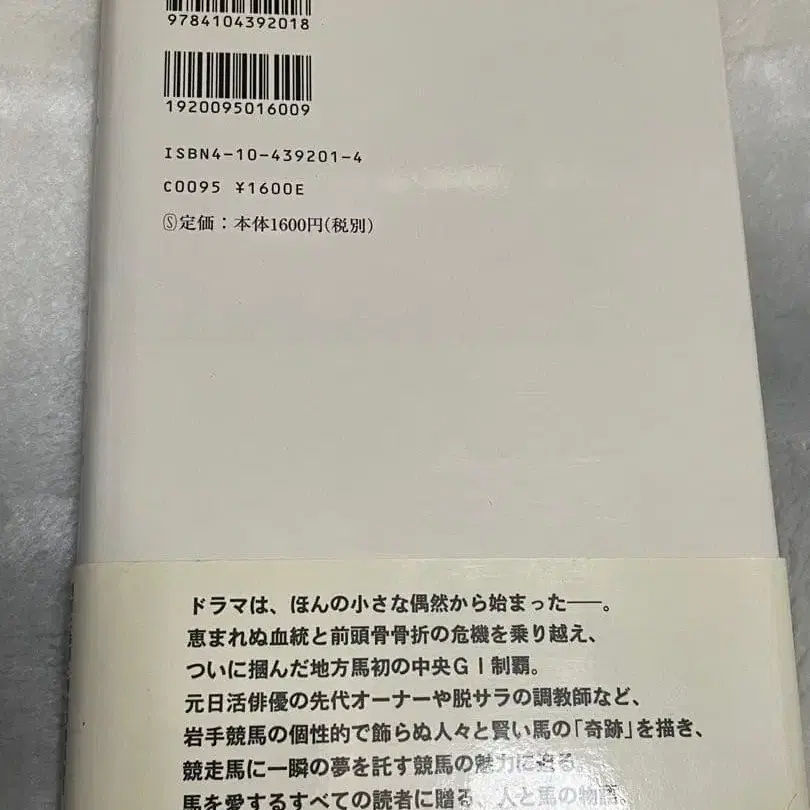 9784104392018
1920095016009
ISBN4-10-439201-4
C0095 ¥1600E
Ⓢ定価：本体1600円(税別)
ドラマは、ほんの小さな偶然から始まった――。
恵まれぬ血統と前頭骨骨折の危機を乗り越え、
ついに掴んだ地方馬初の中央GⅠ制覇。
元日活俳優の先代オーナーや脱サラの調教師など、
岩手競馬の個性的で飾らぬ人々と賢い馬の「奇跡」を描き、
競走馬に一瞬の夢を託す競馬の魅力に迫る。
馬を愛するすべての読者に贈る、人と馬の物語。